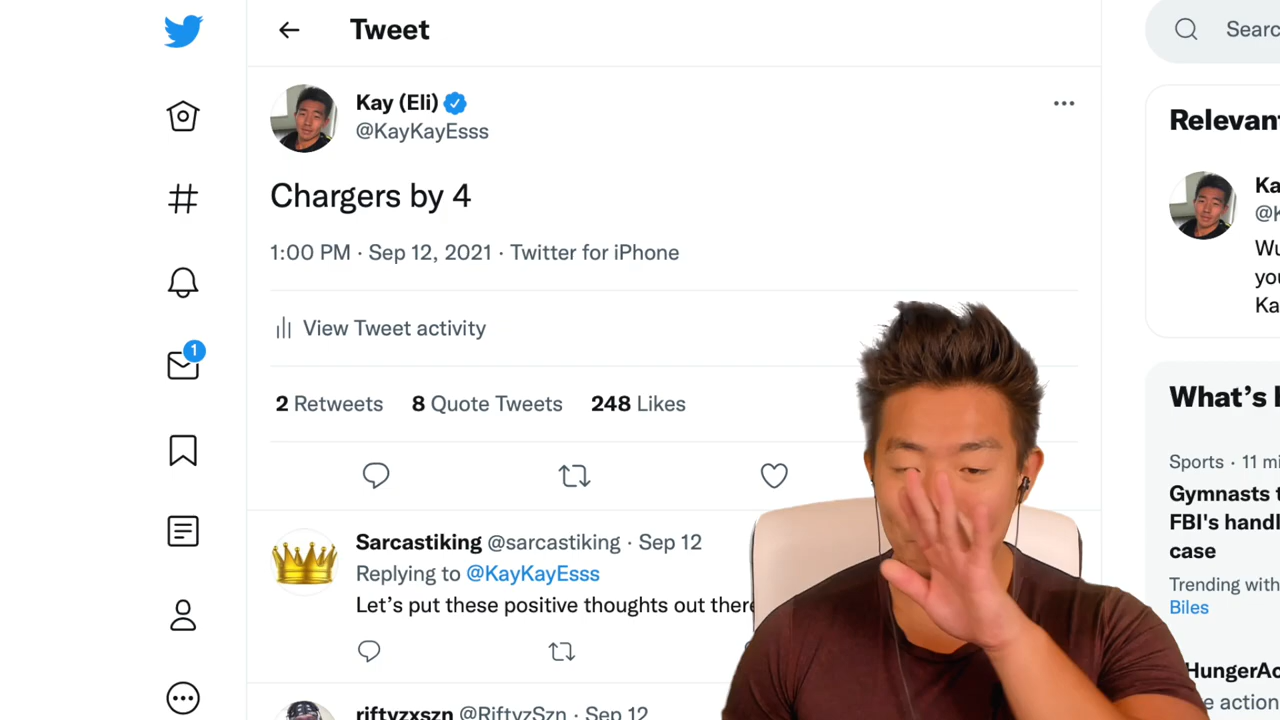 Tweet
Searc
Kay (Eli)
@KayKayEsss
Chargers by 4
1:00 PM · Sep 12, 2021 · Twitter for iPhone
View Tweet activity
2 Retweets 8 Quote Tweets 248 Likes
Sarcastiking @sarcastiking · Sep 12
Replying to @KayKayEsss
Let's put these positive thoughts out there
riftyzxszn @RiftyzSzn · Sep 12
1
Relevant
Ka
@K
Wu
you
Ka
What's
Sports · 11 mi
Gymnasts t
FBI's handl
case
Trending with
Biles
HungerAc
e action